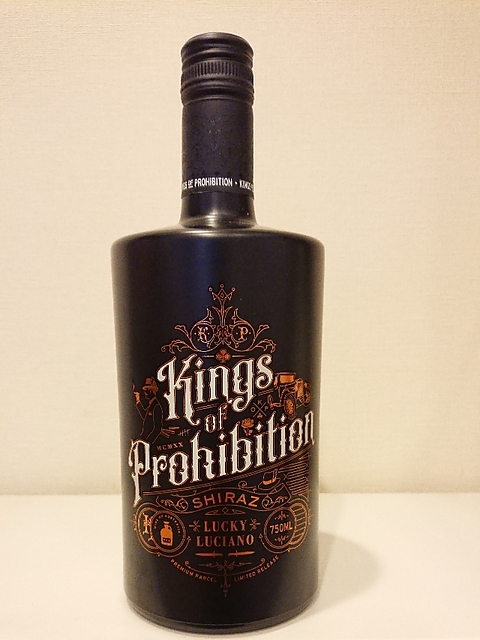 OF PROHIBITION • KINGS
K P
Kings
of
Prohibition
MCMXX
SHIRAZ
LUCKY
LUCIANO
750ML
PREMIUM PARCEL LIMITED RELEASE